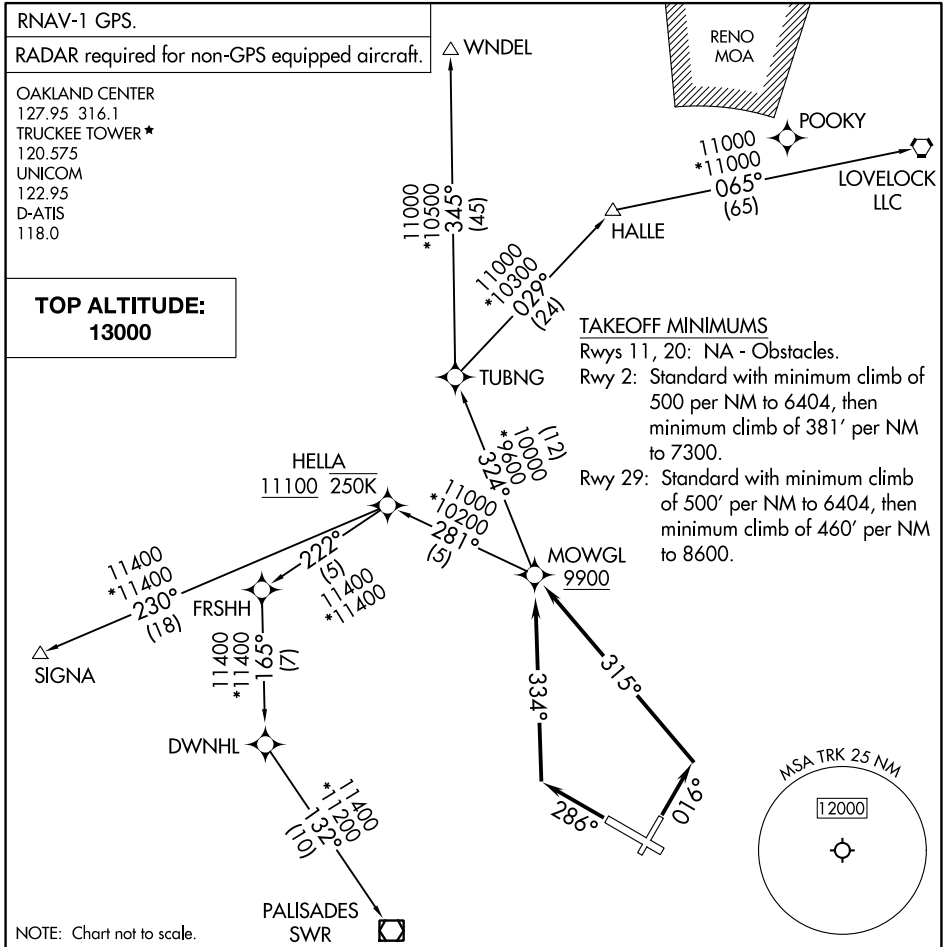 RNAV-1 GPS.
RADAR required for non-GPS equipped aircraft.
OAKLAND CENTER
127.95 316.1
TRUCKEE TOWER★
120.575
UNICOM
122.95
D-ATIS
118.0
TOP ALTITUDE:
13000
WNDEL
RENO
MOA
POOKY
11000
*11000
065°
(65)
LOVELOCK
LLC
HALLE
11000
*10500
345°
(45)
11000
*10300
029°
(24)
TUBNG
TAKEOFF MINIMUMS
Rwys 11, 20: NA - Obstacles.
Rwy 2: Standard with minimum climb of
500 per NM to 6404, then
minimum climb of 381' per NM
to 7300.
Rwy 29: Standard with minimum climb
of 500' per NM to 6404, then
minimum climb of 460' per NM
to 8600.
(12)
10000
*9600
324°
HELLA
11100 250K
11000
*10200
281°
(5)
MOWGL
9900
222°
(5)
11400
*11400
11400
*11400
230°
(18)
FRSHH
SIGNA
11400
*11400
165°
(7)
334°
315°
DWNHL
286°
016°
11400
*11200
132°
(10)
MSA TRK 25 NM
12000
PALISADES
SWR
NOTE: Chart not to scale.